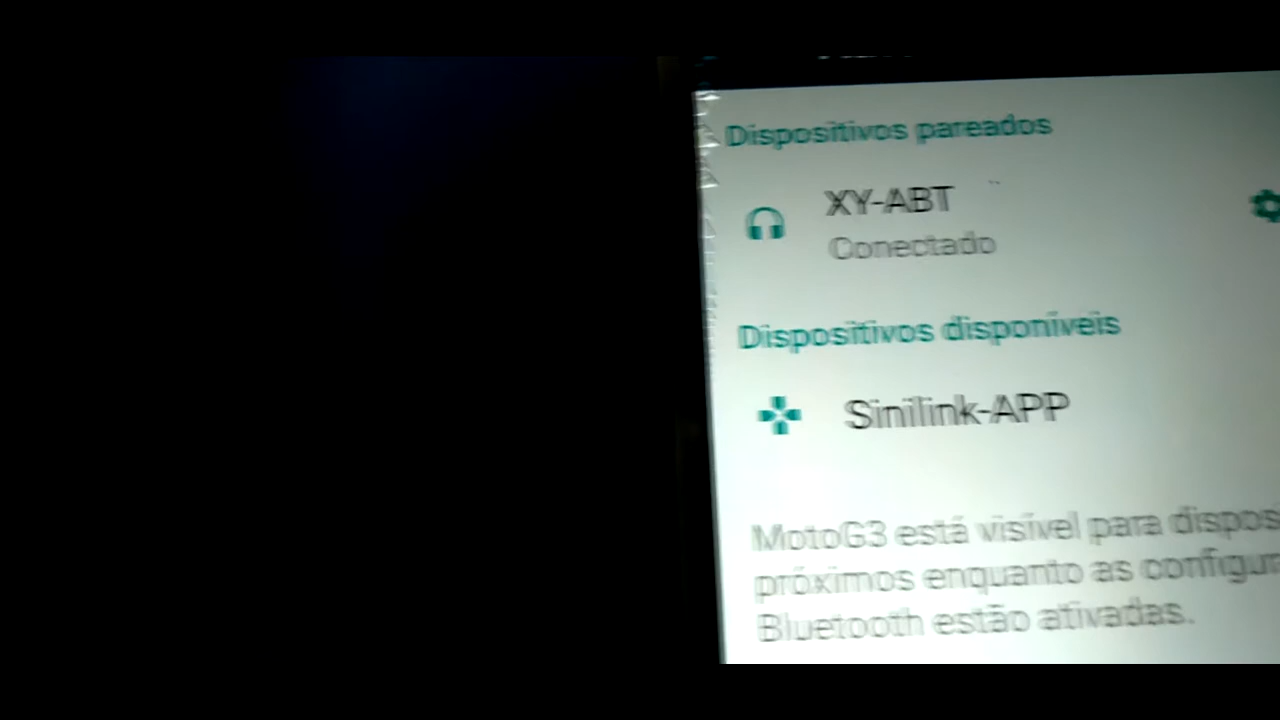 Dispositivos pareados
XY-ABT
Conectado
Dispositivos disponíveis
Sinilink-APP
MotoG3 está visível para dispos
próximos enquanto as configur
Bluetooth estão ativadas.